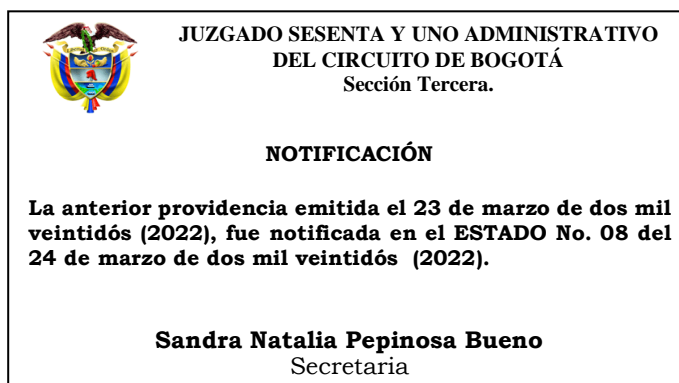 JUZGADO SESENTA Y UNO ADMINISTRATIVO
DEL CIRCUITO DE BOGOTÁ
Sección Tercera.
NOTIFICACIÓN
La anterior providencia emitida el 23 de marzo de dos mil
veintidós (2022), fue notificada en el ESTADO No. 08 del
24 de marzo de dos mil veintidós (2022).
Sandra Natalia Pepinosa Bueno
Secretaria